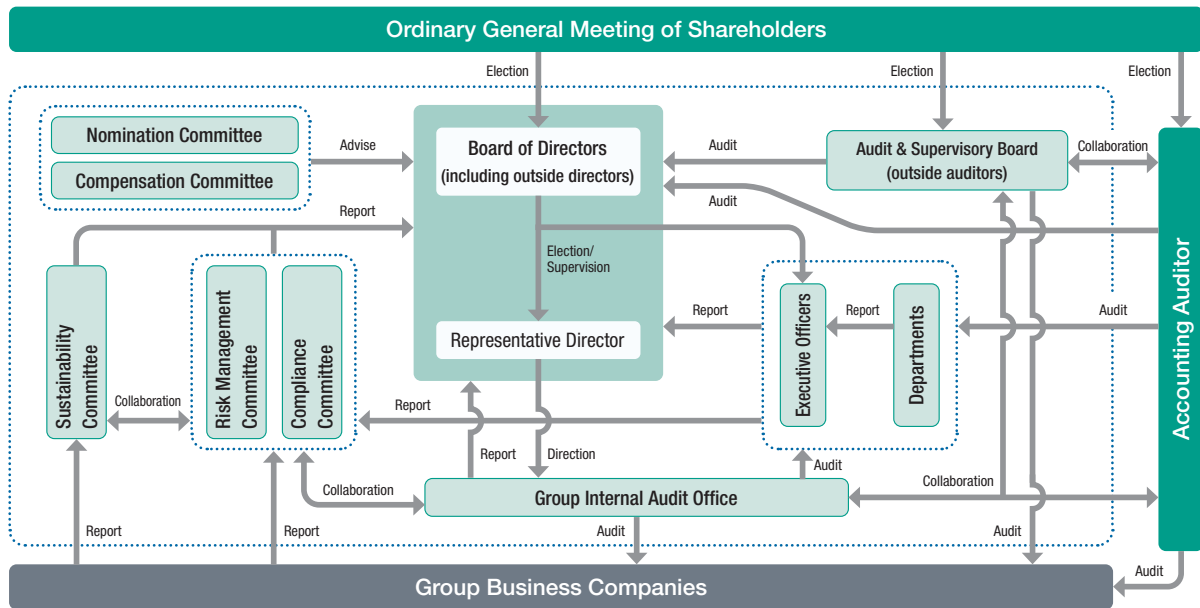 Ordinary General Meeting of Shareholders
Election
Election
Election
Nomination Committee
Compensation Committee
Advise
Board of Directors
(including outside directors)
Audit
Audit & Supervisory Board
(outside auditors)
Collaboration
Audit
Report
Election/
Supervision
Sustainability
Committee
Risk Management
Committee
Compliance
Committee
Representative Director
Report
Executive Officers
Report
Departments
Audit
Accounting Auditor
Collaboration
Report
Report
Direction
Audit
Collaboration
Group Internal Audit Office
Collaboration
Report
Report
Audit
Audit
Audit
Group Business Companies